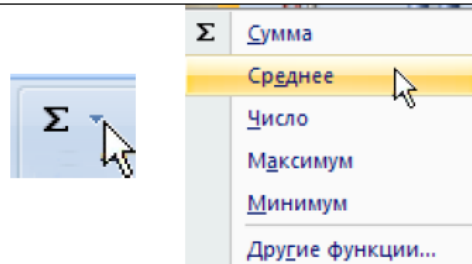 Σ
Σ Сумма
Среднее
Число
Максимум
Минимум
Другие функции...